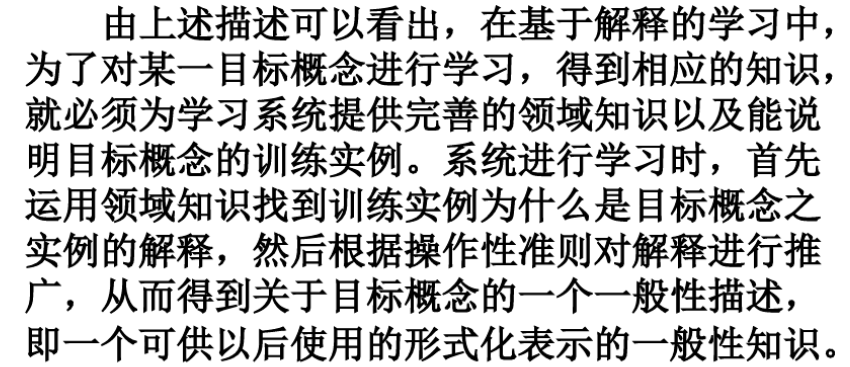 由上述描述可以看出，在基于解释的学习中，
为了对某一目标概念进行学习，得到相应的知识，
就必须为学习系统提供完善的领域知识以及能说
明目标概念的训练实例。系统进行学习时，首先
运用领域知识找到训练实例为什么是目标概念之
实例的解释，然后根据操作性准则对解释进行推
广，从而得到关于目标概念的一个一般性描述，
即一个可供以后使用的形式化表示的一般性知识。